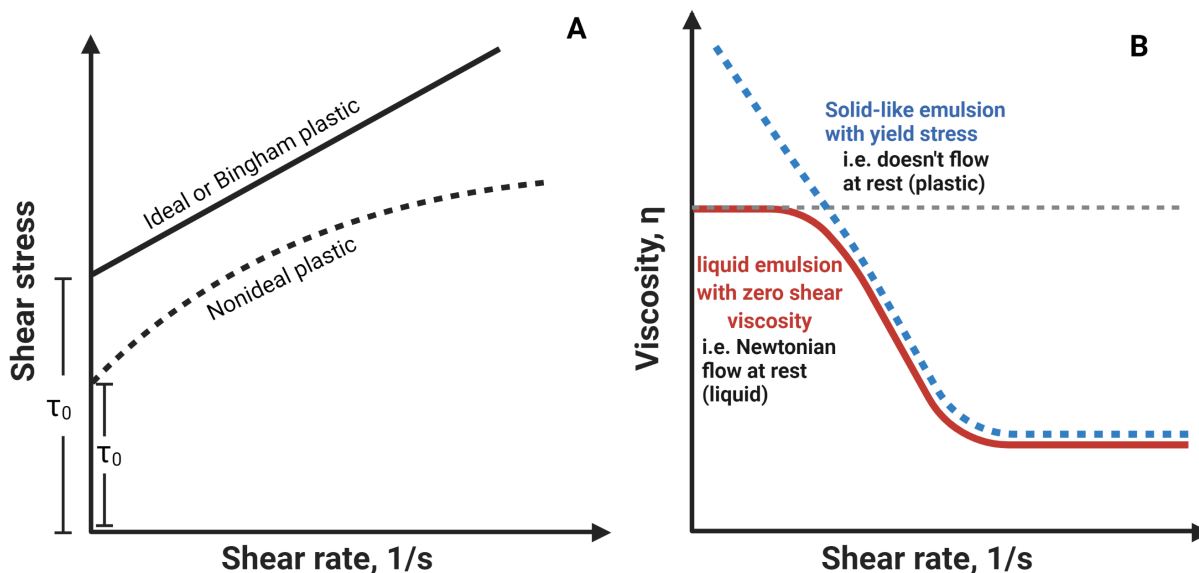 A
Shear stress
Ideal or Bingham plastic
Nonideal plastic
τ0
τ0
Shear rate, 1/s
B
Viscosity, η
Solid-like emulsion
with yield stress
i.e. doesn't flow
at rest (plastic)
liquid emulsion
with zero shear
viscosity
i.e. Newtonian
flow at rest
(liquid)
Shear rate, 1/s